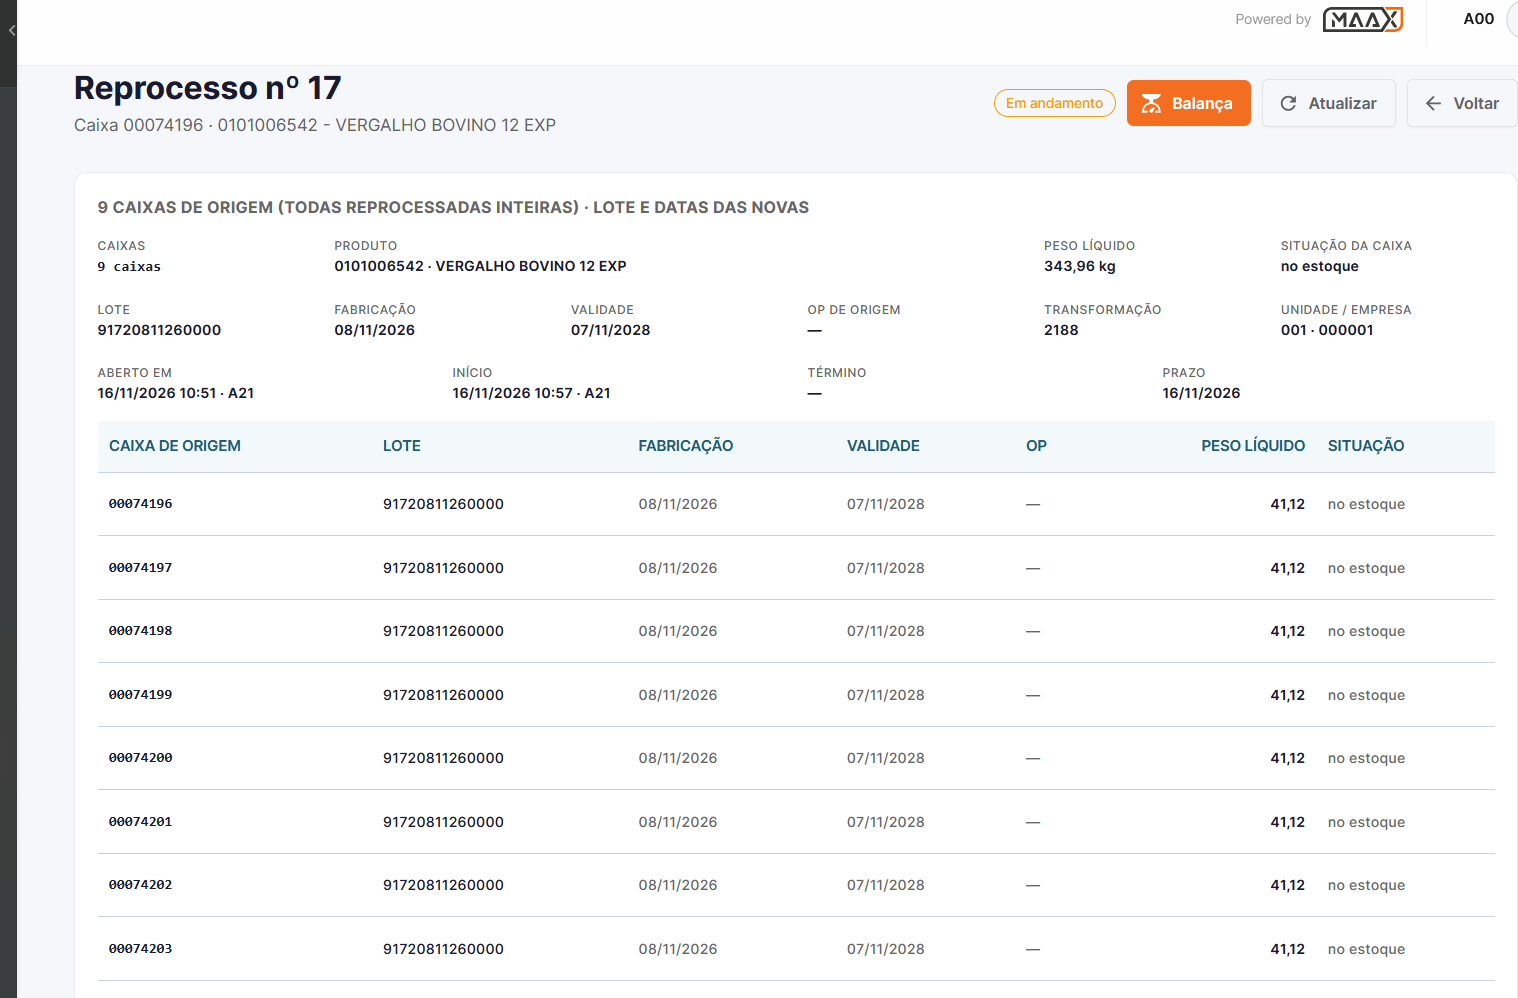 Powered by MAAX A00
Reprocesso nº 17
Caixa 00074196 · 0101006542 - VERGALHO BOVINO 12 EXP
Em andamento Balança Atualizar Voltar
9 CAIXAS DE ORIGEM (TODAS REPROCESSADAS INTEIRAS) · LOTE E DATAS DAS NOVAS
CAIXAS PRODUTO PESO LÍQUIDO SITUAÇÃO DA CAIXA
9 caixas 0101006542 · VERGALHO BOVINO 12 EXP 343,96 kg no estoque
LOTE FABRICAÇÃO VALIDADE OP DE ORIGEM TRANSFORMAÇÃO UNIDADE / EMPRESA
91720811260000 08/11/2026 07/11/2028 — 2188 001 · 000001
ABERTO EM INÍCIO TÉRMINO PRAZO
16/11/2026 10:51 · A21 16/11/2026 10:57 · A21 — 16/11/2026
CAIXA DE ORIGEM LOTE FABRICAÇÃO VALIDADE OP PESO LÍQUIDO SITUAÇÃO
00074196 91720811260000 08/11/2026 07/11/2028 — 41,12 no estoque
00074197 91720811260000 08/11/2026 07/11/2028 — 41,12 no estoque
00074198 91720811260000 08/11/2026 07/11/2028 — 41,12 no estoque
00074199 91720811260000 08/11/2026 07/11/2028 — 41,12 no estoque
00074200 91720811260000 08/11/2026 07/11/2028 — 41,12 no estoque
00074201 91720811260000 08/11/2026 07/11/2028 — 41,12 no estoque
00074202 91720811260000 08/11/2026 07/11/2028 — 41,12 no estoque
00074203 91720811260000 08/11/2026 07/11/2028 — 41,12 no estoque